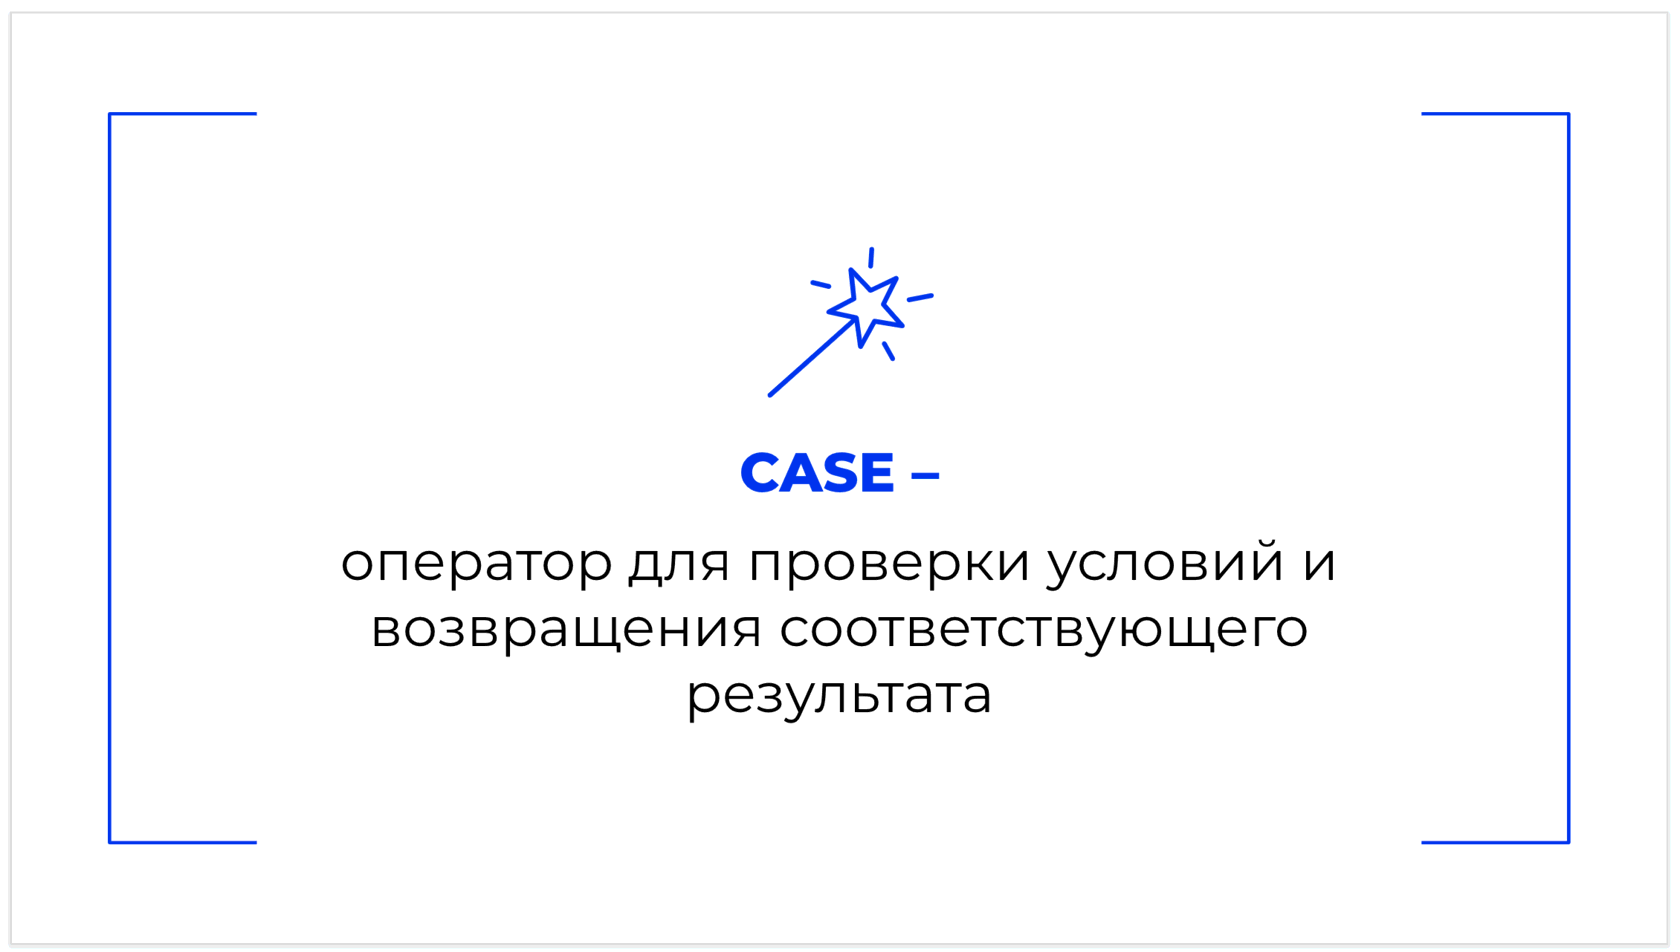 CASE –
оператор для проверки условий и
возвращения соответствующего
результата